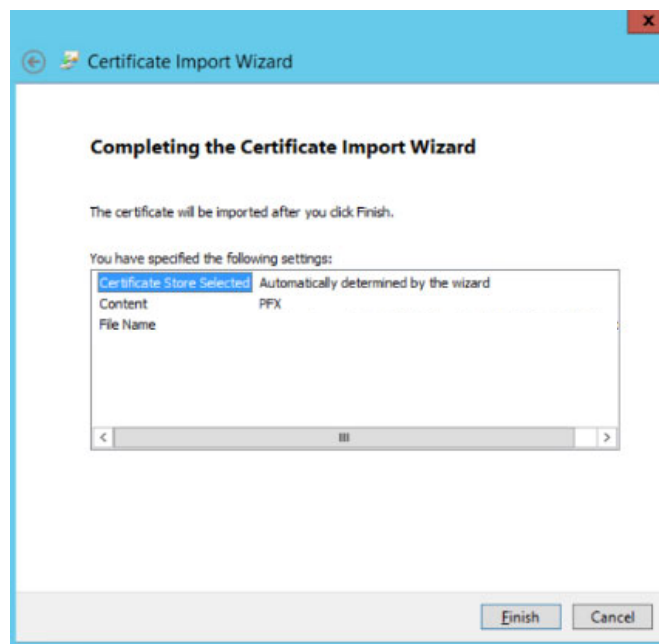 x
Certificate Import Wizard
Completing the Certificate Import Wizard
The certificate will be imported after you click Finish.
You have specified the following settings:
Certificate Store Selected Automatically determined by the wizard
Content PFX
File Name
Finish Cancel